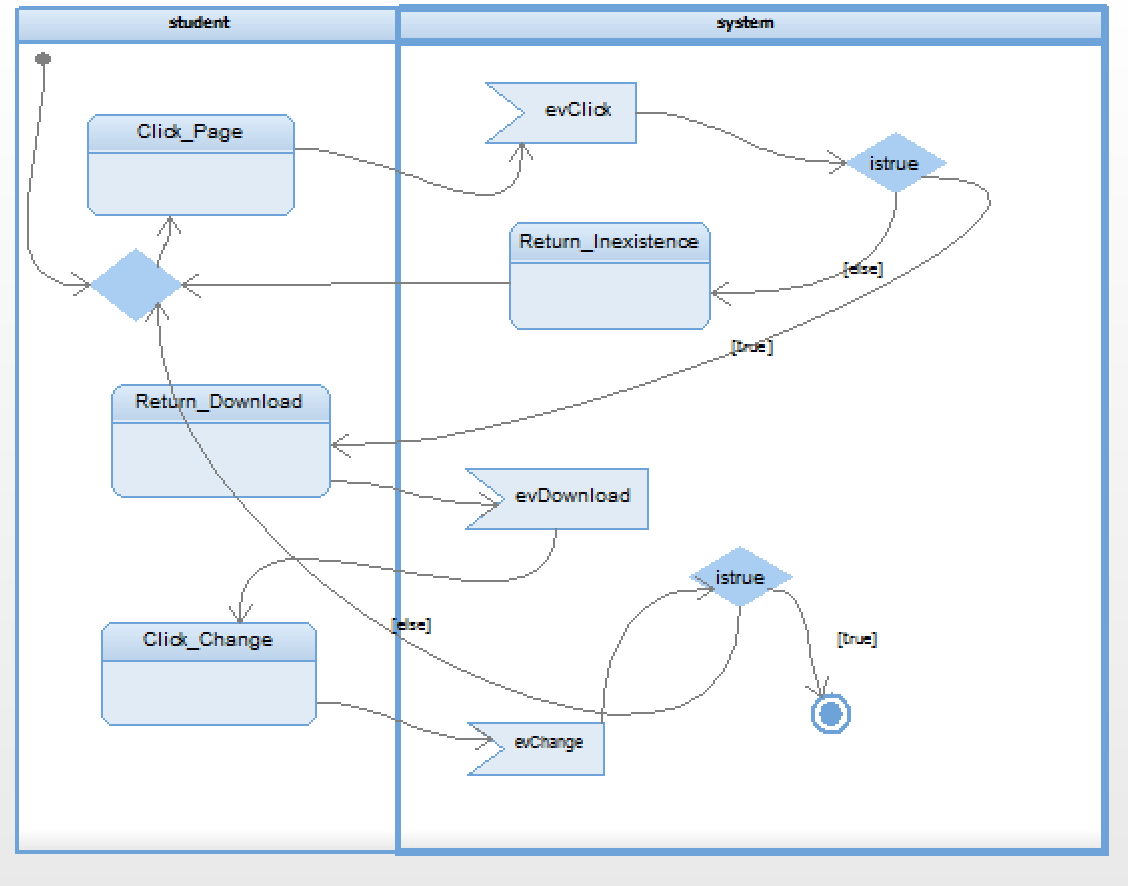 student
system
evClick
Click_Page
istrue
Return_Inexistence
[else]
[true]
Return_Download
evDownload
istrue
[else]
Click_Change
[true]
evChange